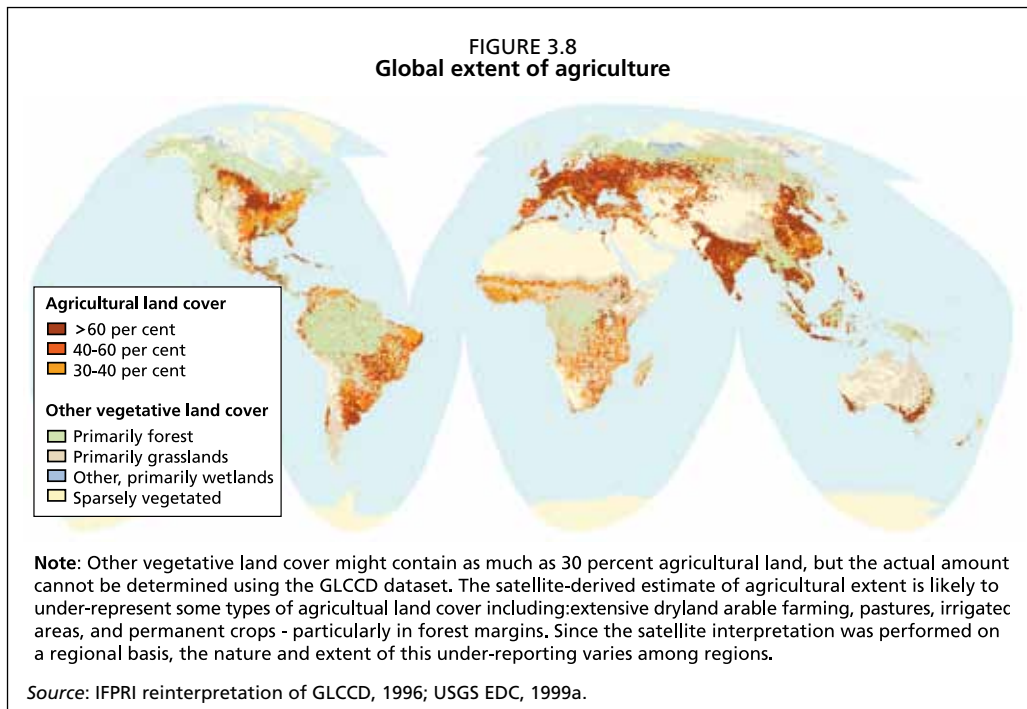 FIGURE 3.8
Global extent of agriculture
Agricultural land cover
>60 per cent
40-60 per cent
30-40 per cent
Other vegetative land cover
Primarily forest
Primarily grasslands
Other, primarily wetlands
Sparsely vegetated
Note: Other vegetative land cover might contain as much as 30 percent agricultural land, but the actual amount
cannot be determined using the GLCCD dataset. The satellite-derived estimate of agricultural extent is likely to
under-represent some types of agricultual land cover including:extensive dryland arable farming, pastures, irrigated
areas, and permanent crops - particularly in forest margins. Since the satellite interpretation was performed on
a regional basis, the nature and extent of this under-reporting varies among regions.
Source: IFPRI reinterpretation of GLCCD, 1996; USGS EDC, 1999a.